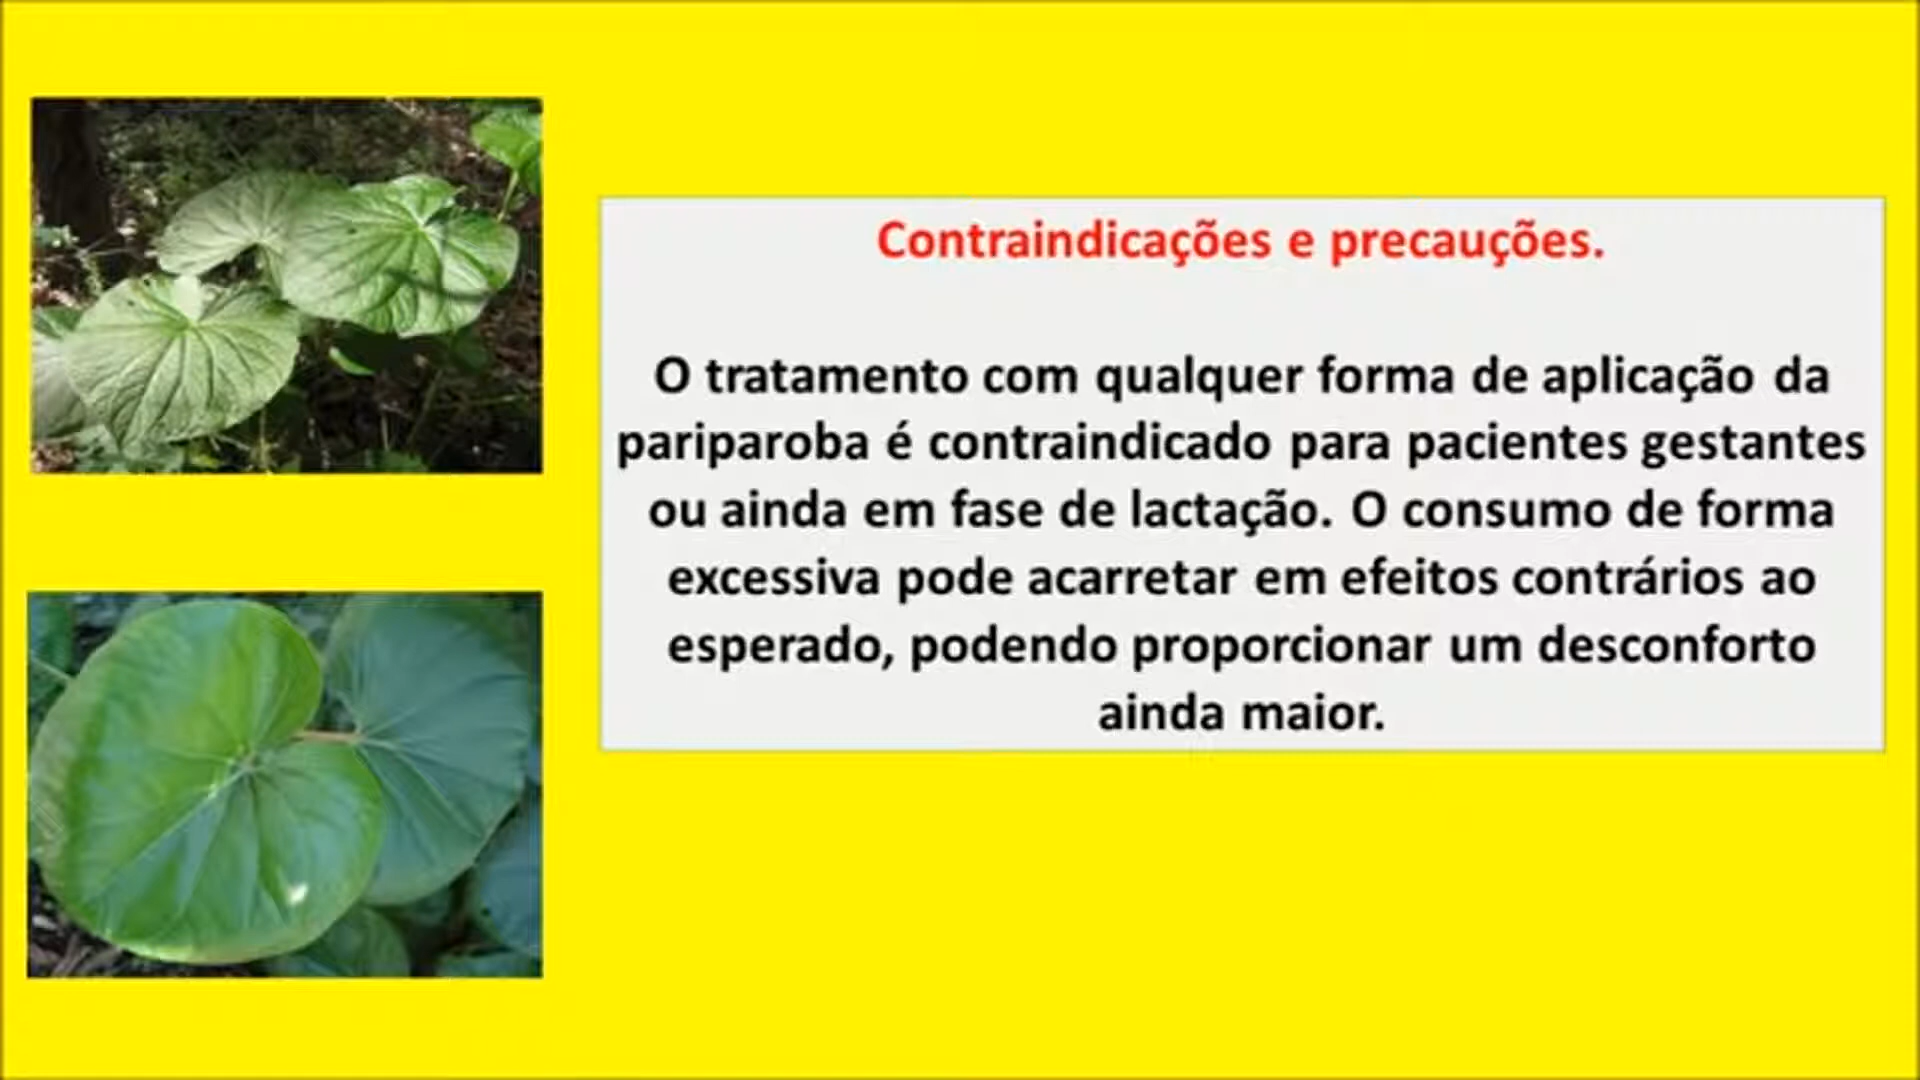 Contraindicações e precauções.
O tratamento com qualquer forma de aplicação da
pariparoba é contraindicado para pacientes gestantes
ou ainda em fase de lactação. O consumo de forma
excessiva pode acarretar em efeitos contrários ao
esperado, podendo proporcionar um desconforto
ainda maior.